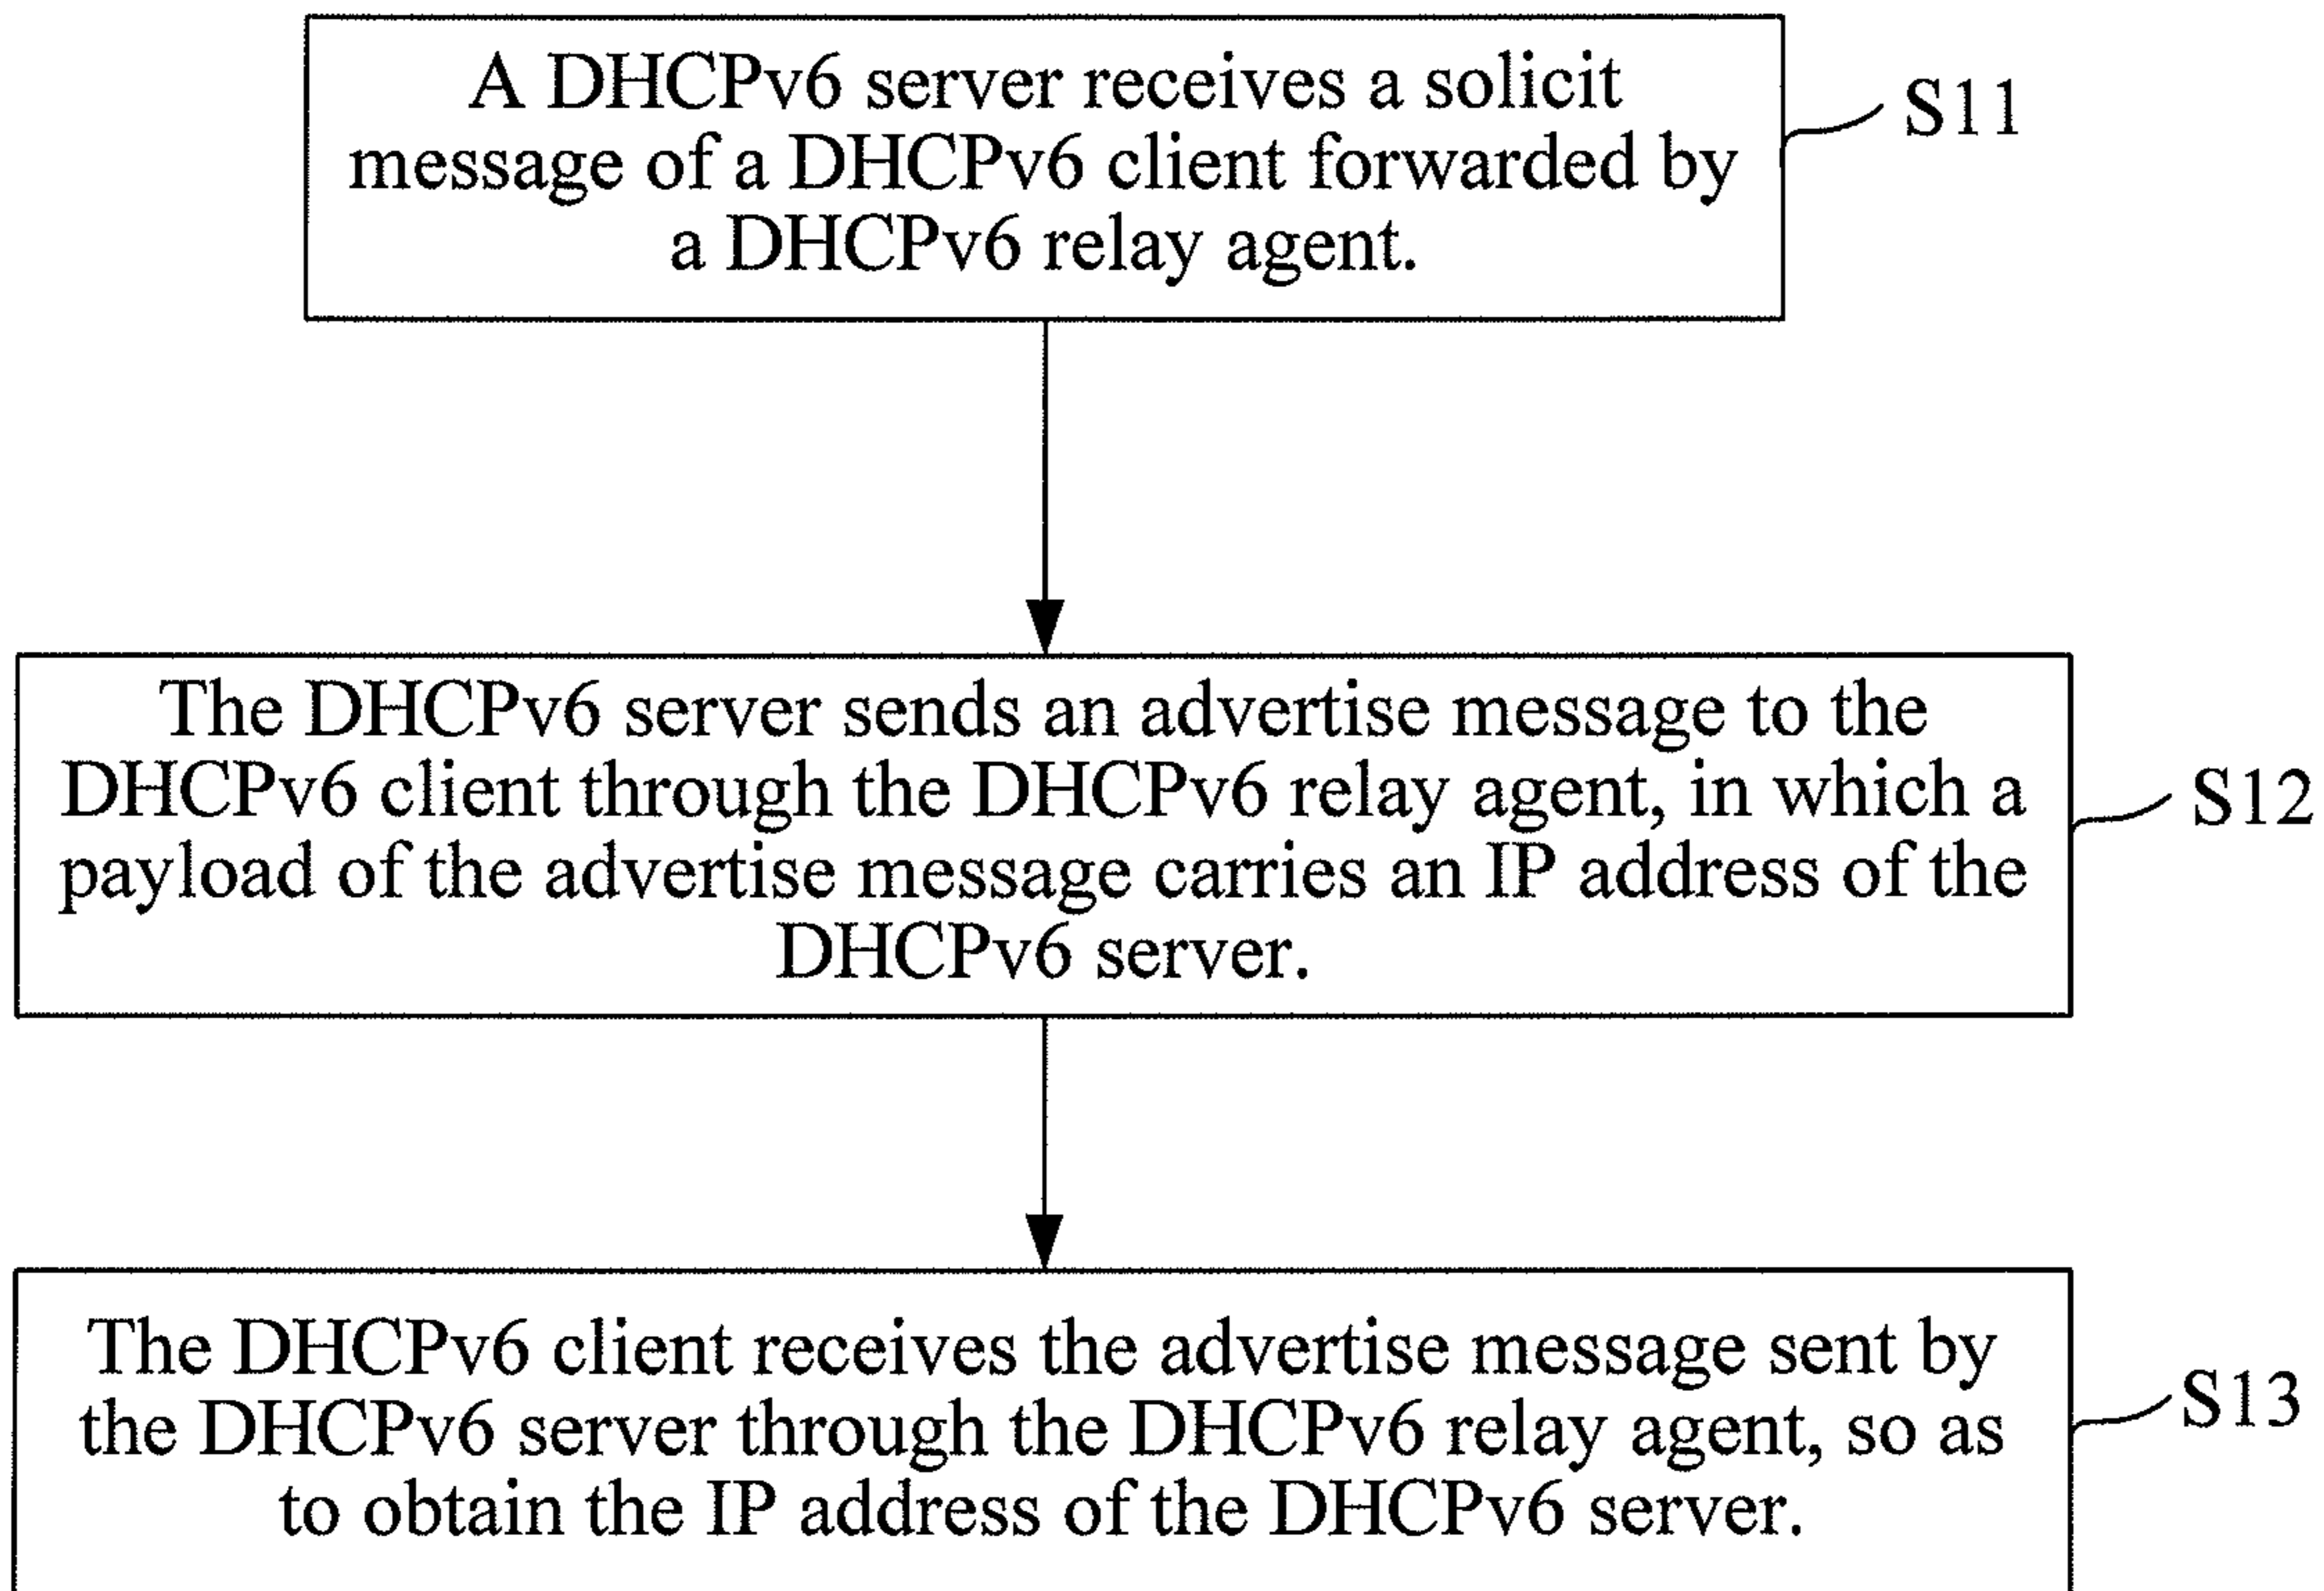 A DHCPv6 server receives a solicit
message of a DHCPv6 client forwarded by
a DHCPv6 relay agent.
S11
The DHCPv6 server sends an advertise message to the
DHCPv6 client through the DHCPv6 relay agent, in which a
payload of the advertise message carries an IP address of the
DHCPv6 server.
S12
The DHCPv6 client receives the advertise message sent by
the DHCPv6 server through the DHCPv6 relay agent, so as
to obtain the IP address of the DHCPv6 server.
S13